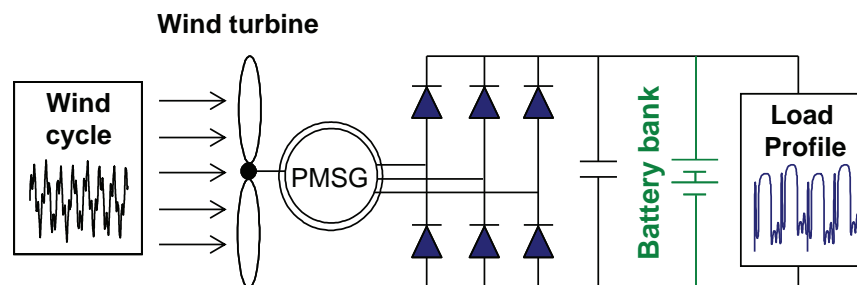 Wind turbine
Wind
cycle
PMSG
Battery bank
Load
Profile